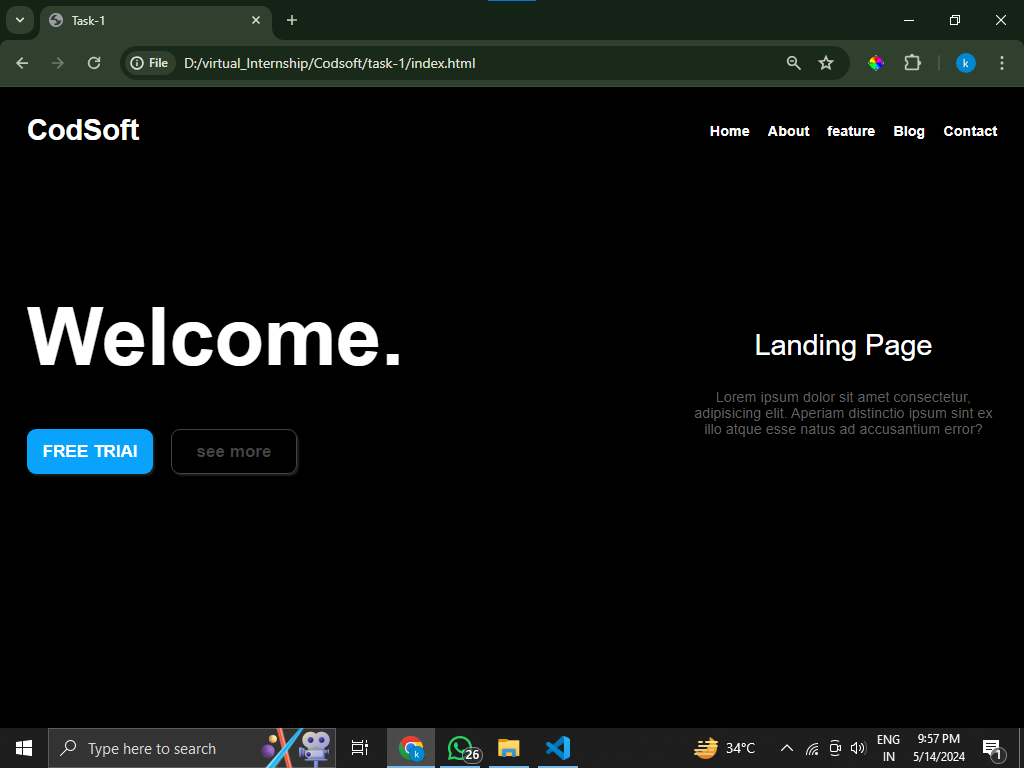 Task-1
File
D:/virtual_Internship/Codsoft/task-1/index.html
k
CodSoft
Home About feature Blog Contact
Welcome.
Landing Page
Lorem ipsum dolor sit amet consectetur,
adipisicing elit. Aperiam distinctio ipsum sint ex
illo atque esse natus ad accusantium error?
FREE TRIAl
see more
Type here to search
k
26
34°C
ENG
IN
9:57 PM
5/14/2024
1